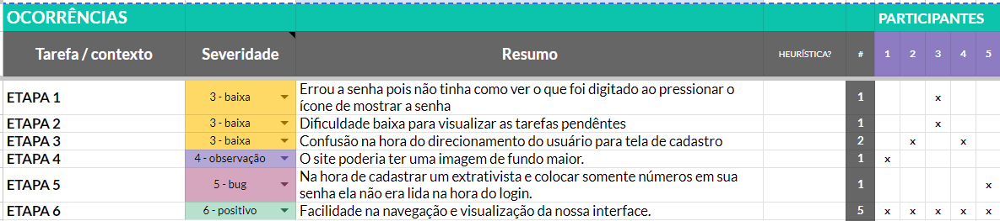 OCORRÊNCIAS PARTICIPANTES
Tarefa / contexto Severidade Resumo HEURÍSTICA? # 1 2 3 4 5
ETAPA 1 3 - baixa Errou a senha pois não tinha como ver o que foi digitado ao pressionar o
ícone de mostrar a senha 1 x
ETAPA 2 3 - baixa Dificuldade baixa para visualizar as tarefas pendêntes 1 x
ETAPA 3 3 - baixa Confusão na hora do direcionamento do usuário para tela de cadastro 2 x x
ETAPA 4 4 - observação O site poderia ter uma imagem de fundo maior. 1 x
ETAPA 5 5 - bug Na hora de cadastrar um extrativista e colocar somente números em sua
senha ela não era lida na hora do login. 1 x
ETAPA 6 6 - positivo Facilidade na navegação e visualização da nossa interface. 5 x x x x x